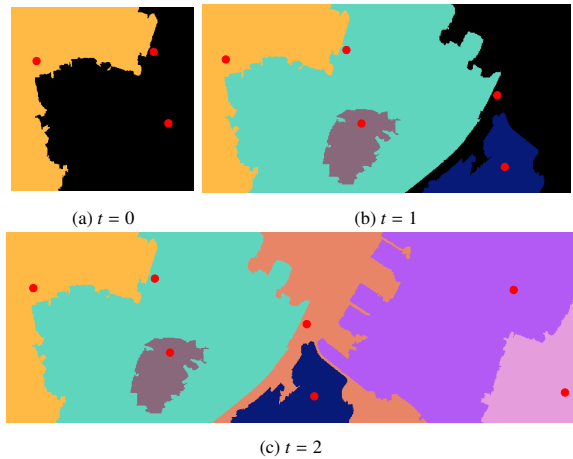 (a) t = 0
(b) t = 1
(c) t = 2